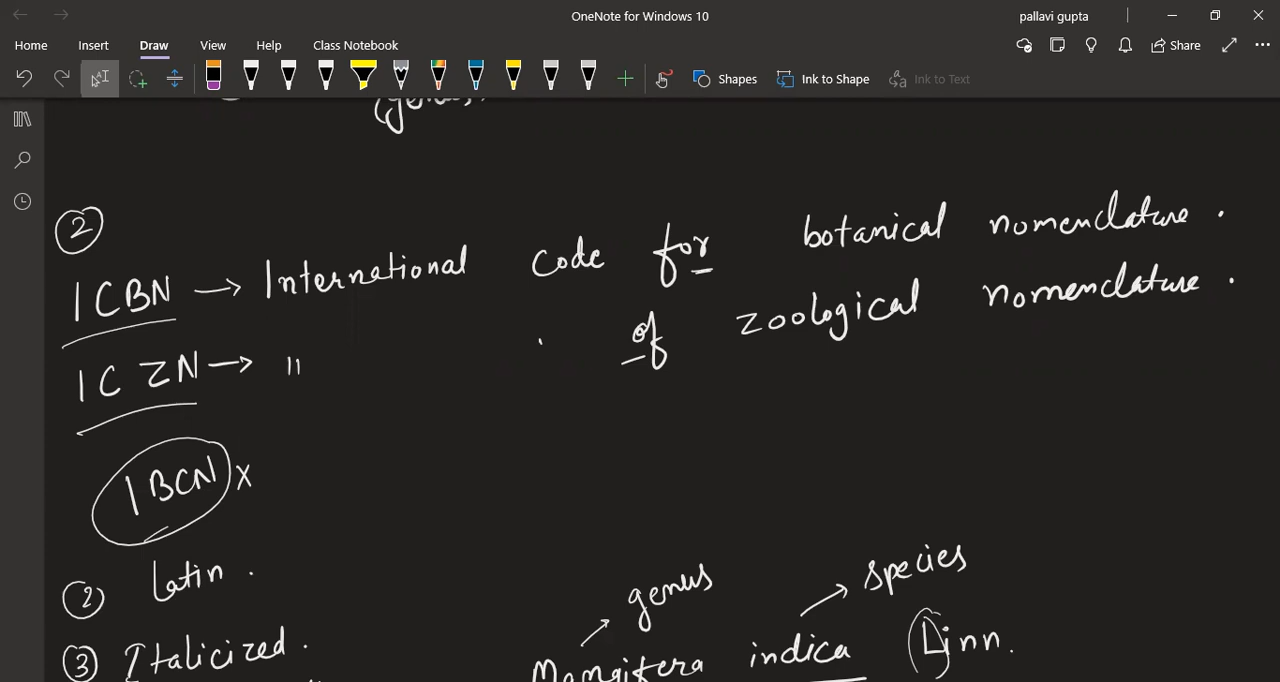 OneNote for Windows 10
pallavi gupta
Home Insert Draw View Help Class Notebook Share
Shapes Ink to Shape Ink to Text
(genus)
②
ICBN → International code for botanical nomenclature.
ICZN → " of zoological nomenclature.
IBCN x
② Latin.
genus species
③ Italicized. Mangifera indica Linn.